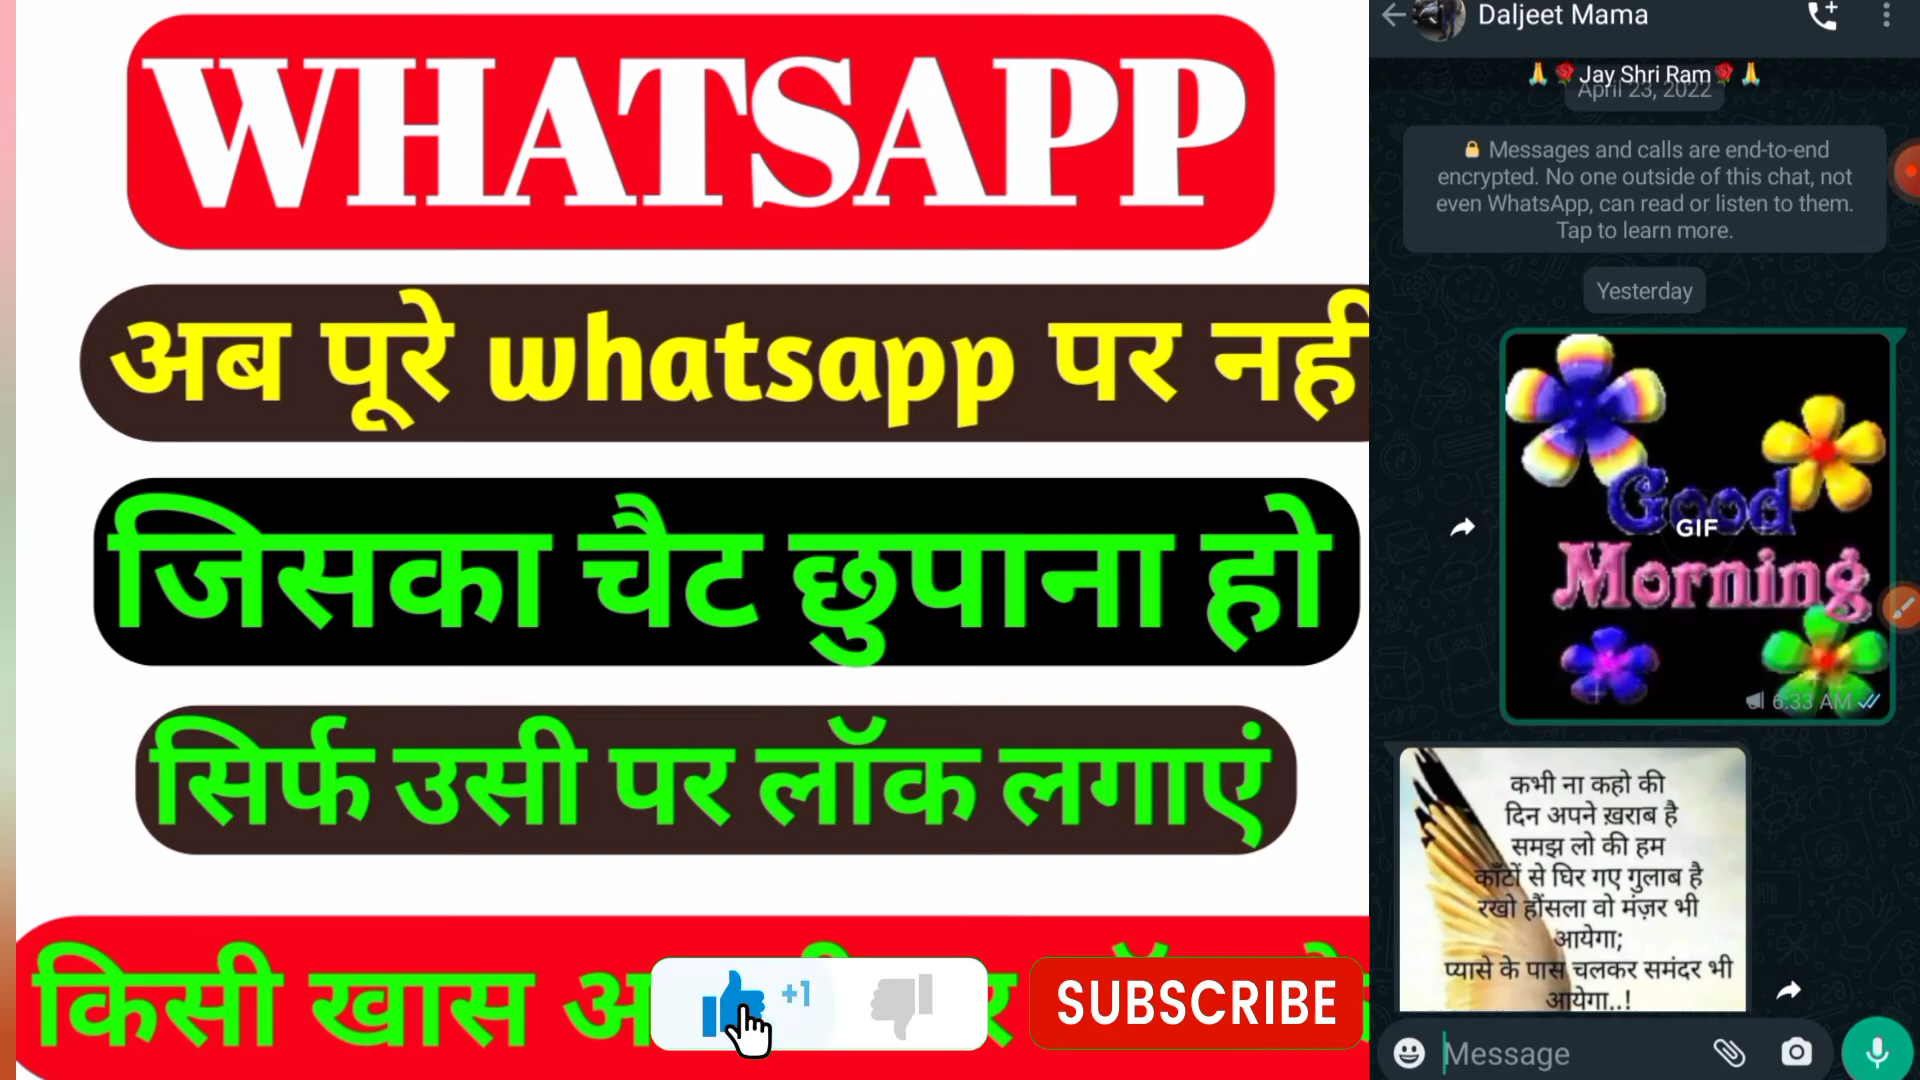 WHATSAPP
अब पूरे whatsapp पर नही
जिसका चैट छुपाना हो
सिर्फ उसी पर लॉक लगाएं
किसी खास
+1
SUBSCRIBE
Daljeet Mama
🙏🌹Jay Shri Ram🌹🙏
April 23, 2022
🔒 Messages and calls are end-to-end
encrypted. No one outside of this chat, not
even WhatsApp, can read or listen to them.
Tap to learn more.
Yesterday
Good
GIF
Morning
6:33 AM
कभी ना कहो की
दिन अपने ख़राब है
समझ लो की हम
काँटों से घिर गए गुलाब है
रखो हौंसला वो मंज़र भी
आयेगा;
प्यासे के पास चलकर समंदर भी
आयेगा..!
Message